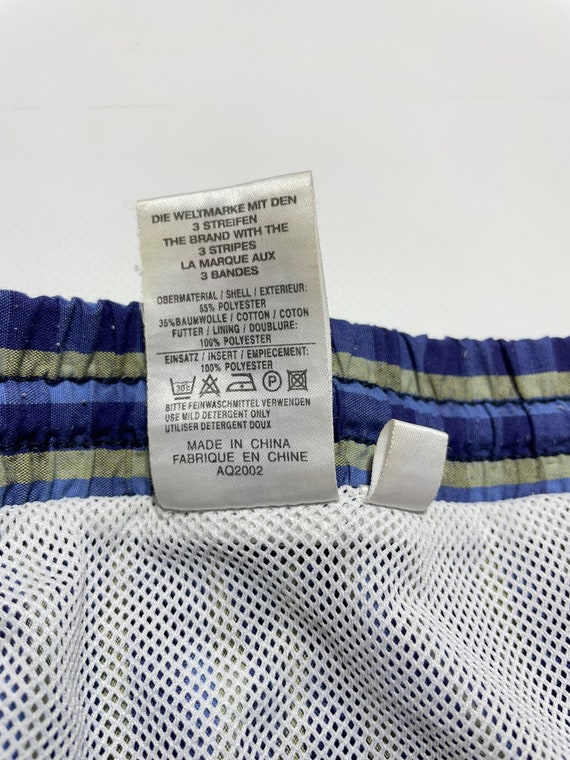 DIE WELTMARKE MIT DEN
3 STREIFEN
THE BRAND WITH THE
3 STRIPES
LA MARQUE AUX
3 BANDES
OBERMATERIAL / SHELL / EXTERIEUR:
65% POLYESTER
35%BAUMWOLLE / COTTON / COTON
FUTTER / LINING / DOUBLURE:
100% POLYESTER
EINSATZ / INSERT / EMPIECEMENT:
100% POLYESTER
30°C
P
BITTE FEINWASCHMITTEL VERWENDEN
USE MILD DETERGENT ONLY
UTILISER DETERGENT DOUX
MADE IN CHINA
FABRIQUE EN CHINE
AQ2002